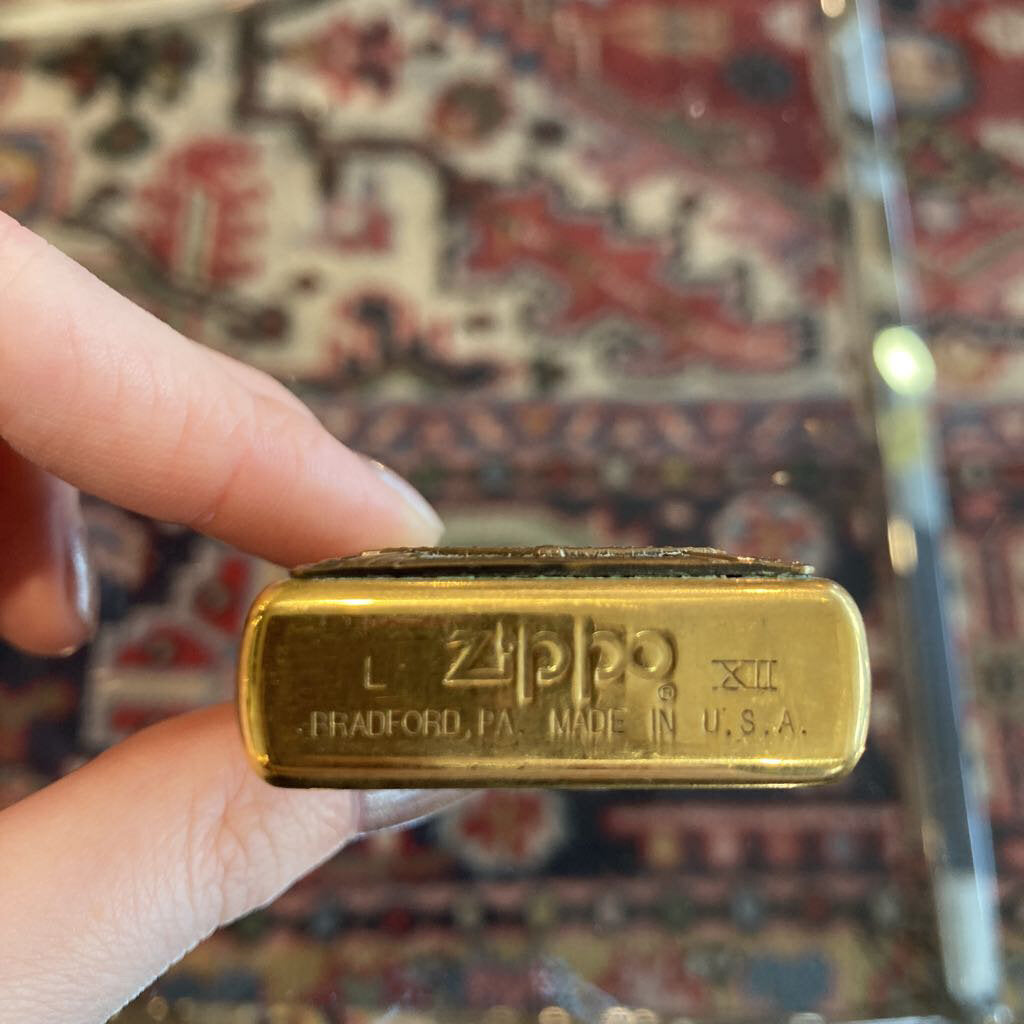 L Zippo® XII
BRADFORD, PA. MADE IN U.S.A.